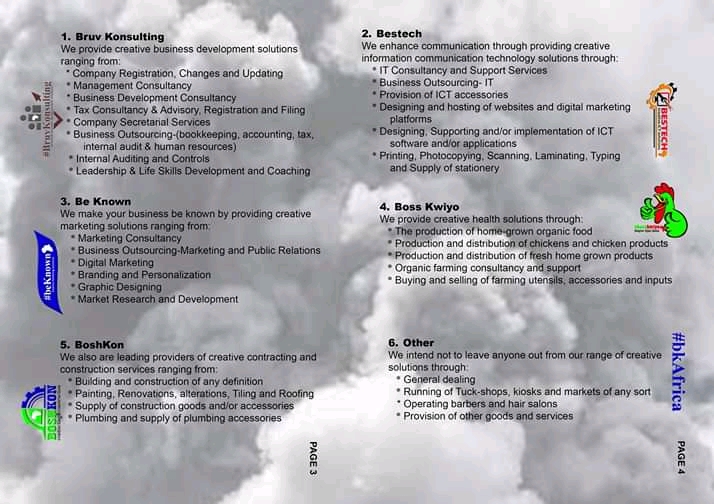 1. Bruv Konsulting
We provide creative business development solutions
ranging from:
* Company Registration, Changes and Updating
* Management Consultancy
* Business Development Consultancy
* Tax Consultancy & Advisory, Registration and Filing
* Company Secretarial Services
* Business Outsourcing-(bookkeeping, accounting, tax,
internal audit & human resources)
* Internal Auditing and Controls
* Leadership & Life Skills Development and Coaching
#BruvKonsulting
3. Be Known
We make your business be known by providing creative
marketing solutions ranging from:
* Marketing Consultancy
* Business Outsourcing-Marketing and Public Relations
* Digital Marketing
* Branding and Personalization
* Graphic Designing
* Market Research and Development
#beKnown
5. BoshKon
We also are leading providers of creative contracting and
construction services ranging from:
* Building and construction of any definition
* Painting, Renovations, alterations, Tiling and Roofing
* Supply of construction goods and/or accessories
* Plumbing and supply of plumbing accessories
BOSHKON
PAGE 3
2. Bestech
We enhance communication through providing creative
information communication technology solutions through:
* IT Consultancy and Support Services
* Business Outsourcing- IT
* Provision of ICT accessories
* Designing and hosting of websites and digital marketing
platforms
* Designing, Supporting and/or implementation of ICT
software and/or applications
* Printing, Photocopying, Scanning, Laminating, Typing
and Supply of stationery
BESTECH
4. Boss Kwiyo
We provide creative health solutions through:
* The production of home-grown organic food
* Production and distribution of chickens and chicken products
* Production and distribution of fresh home grown products
* Organic farming consultancy and support
* Buying and selling of farming utensils, accessories and inputs
6. Other
We intend not to leave anyone out from our range of creative
solutions through:
* General dealing
* Running of Tuck-shops, kiosks and markets of any sort
* Operating barbers and hair salons
* Provision of other goods and services
#bkAfrica
PAGE 4